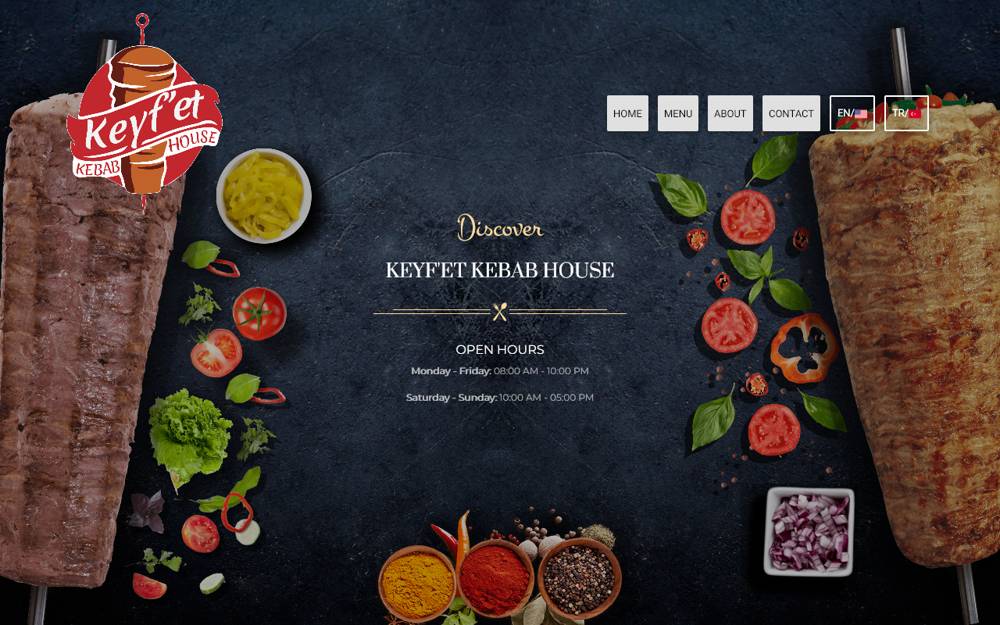 Keyf'et
KEBAB HOUSE
HOME
MENU
ABOUT
CONTACT
EN/
TR/
Discover
KEYF'ET KEBAB HOUSE
OPEN HOURS
Monday - Friday: 08:00 AM - 10:00 PM
Saturday - Sunday: 10:00 AM - 05:00 PM